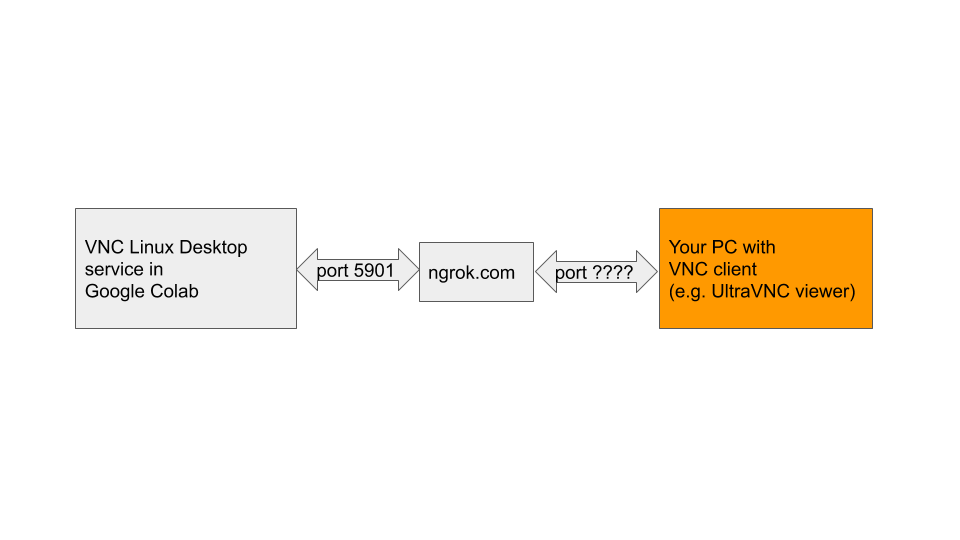 VNC Linux Desktop
service in
Google Colab
port 5901
ngrok.com
port ????
Your PC with
VNC client
(e.g. UltraVNC viewer)